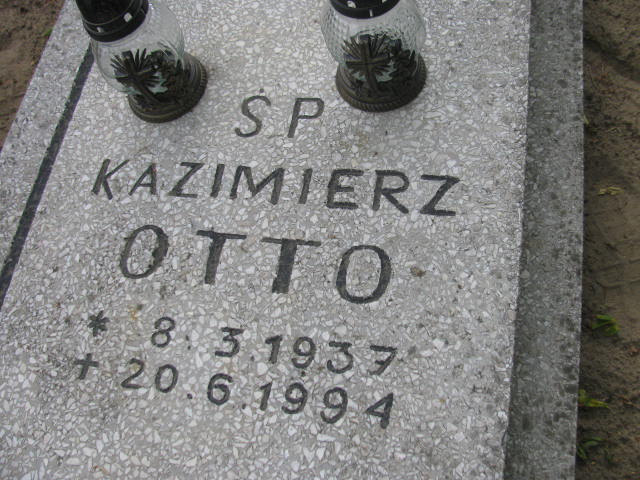 ŚP
KAZIMIERZ
OTTO
* 8.3.1937
+ 20.6.1994